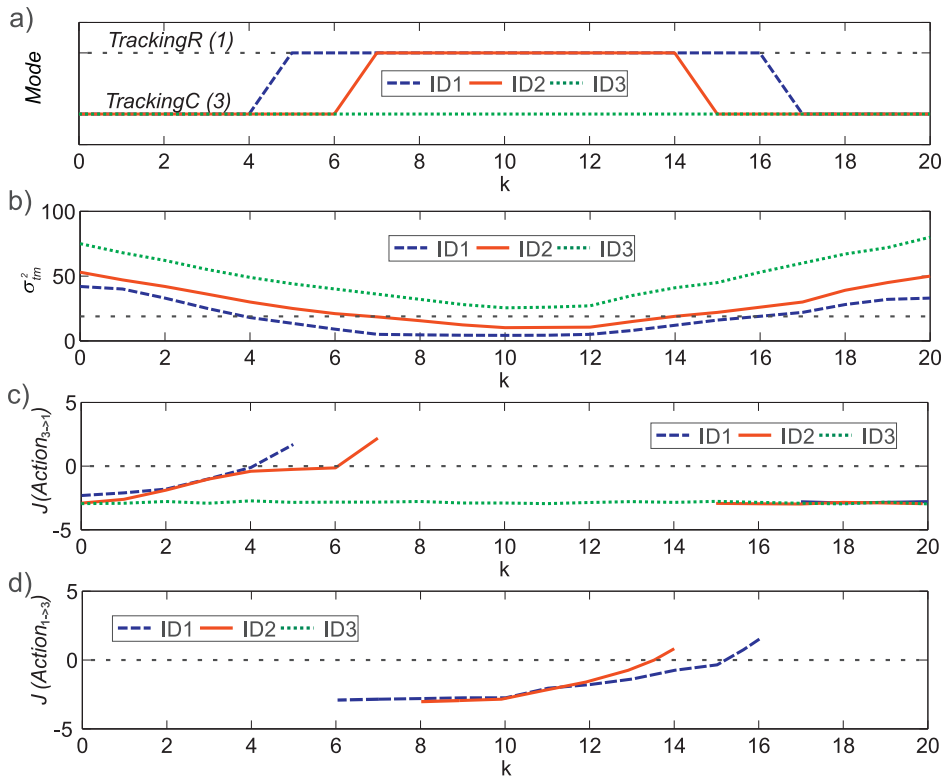 a)
Mode
TrackingR (1)
TrackingC (3)
ID1 ID2 ID3
0 2 4 6 8 10 12 14 16 18 20
k
b)
σ²tm
100
50
0
ID1 ID2 ID3
0 2 4 6 8 10 12 14 16 18 20
k
c)
J (Action3->1)
5
0
-5
ID1 ID2 ID3
0 2 4 6 8 10 12 14 16 18 20
k
d)
J (Action1->3)
5
0
-5
ID1 ID2 ID3
0 2 4 6 8 10 12 14 16 18 20
k